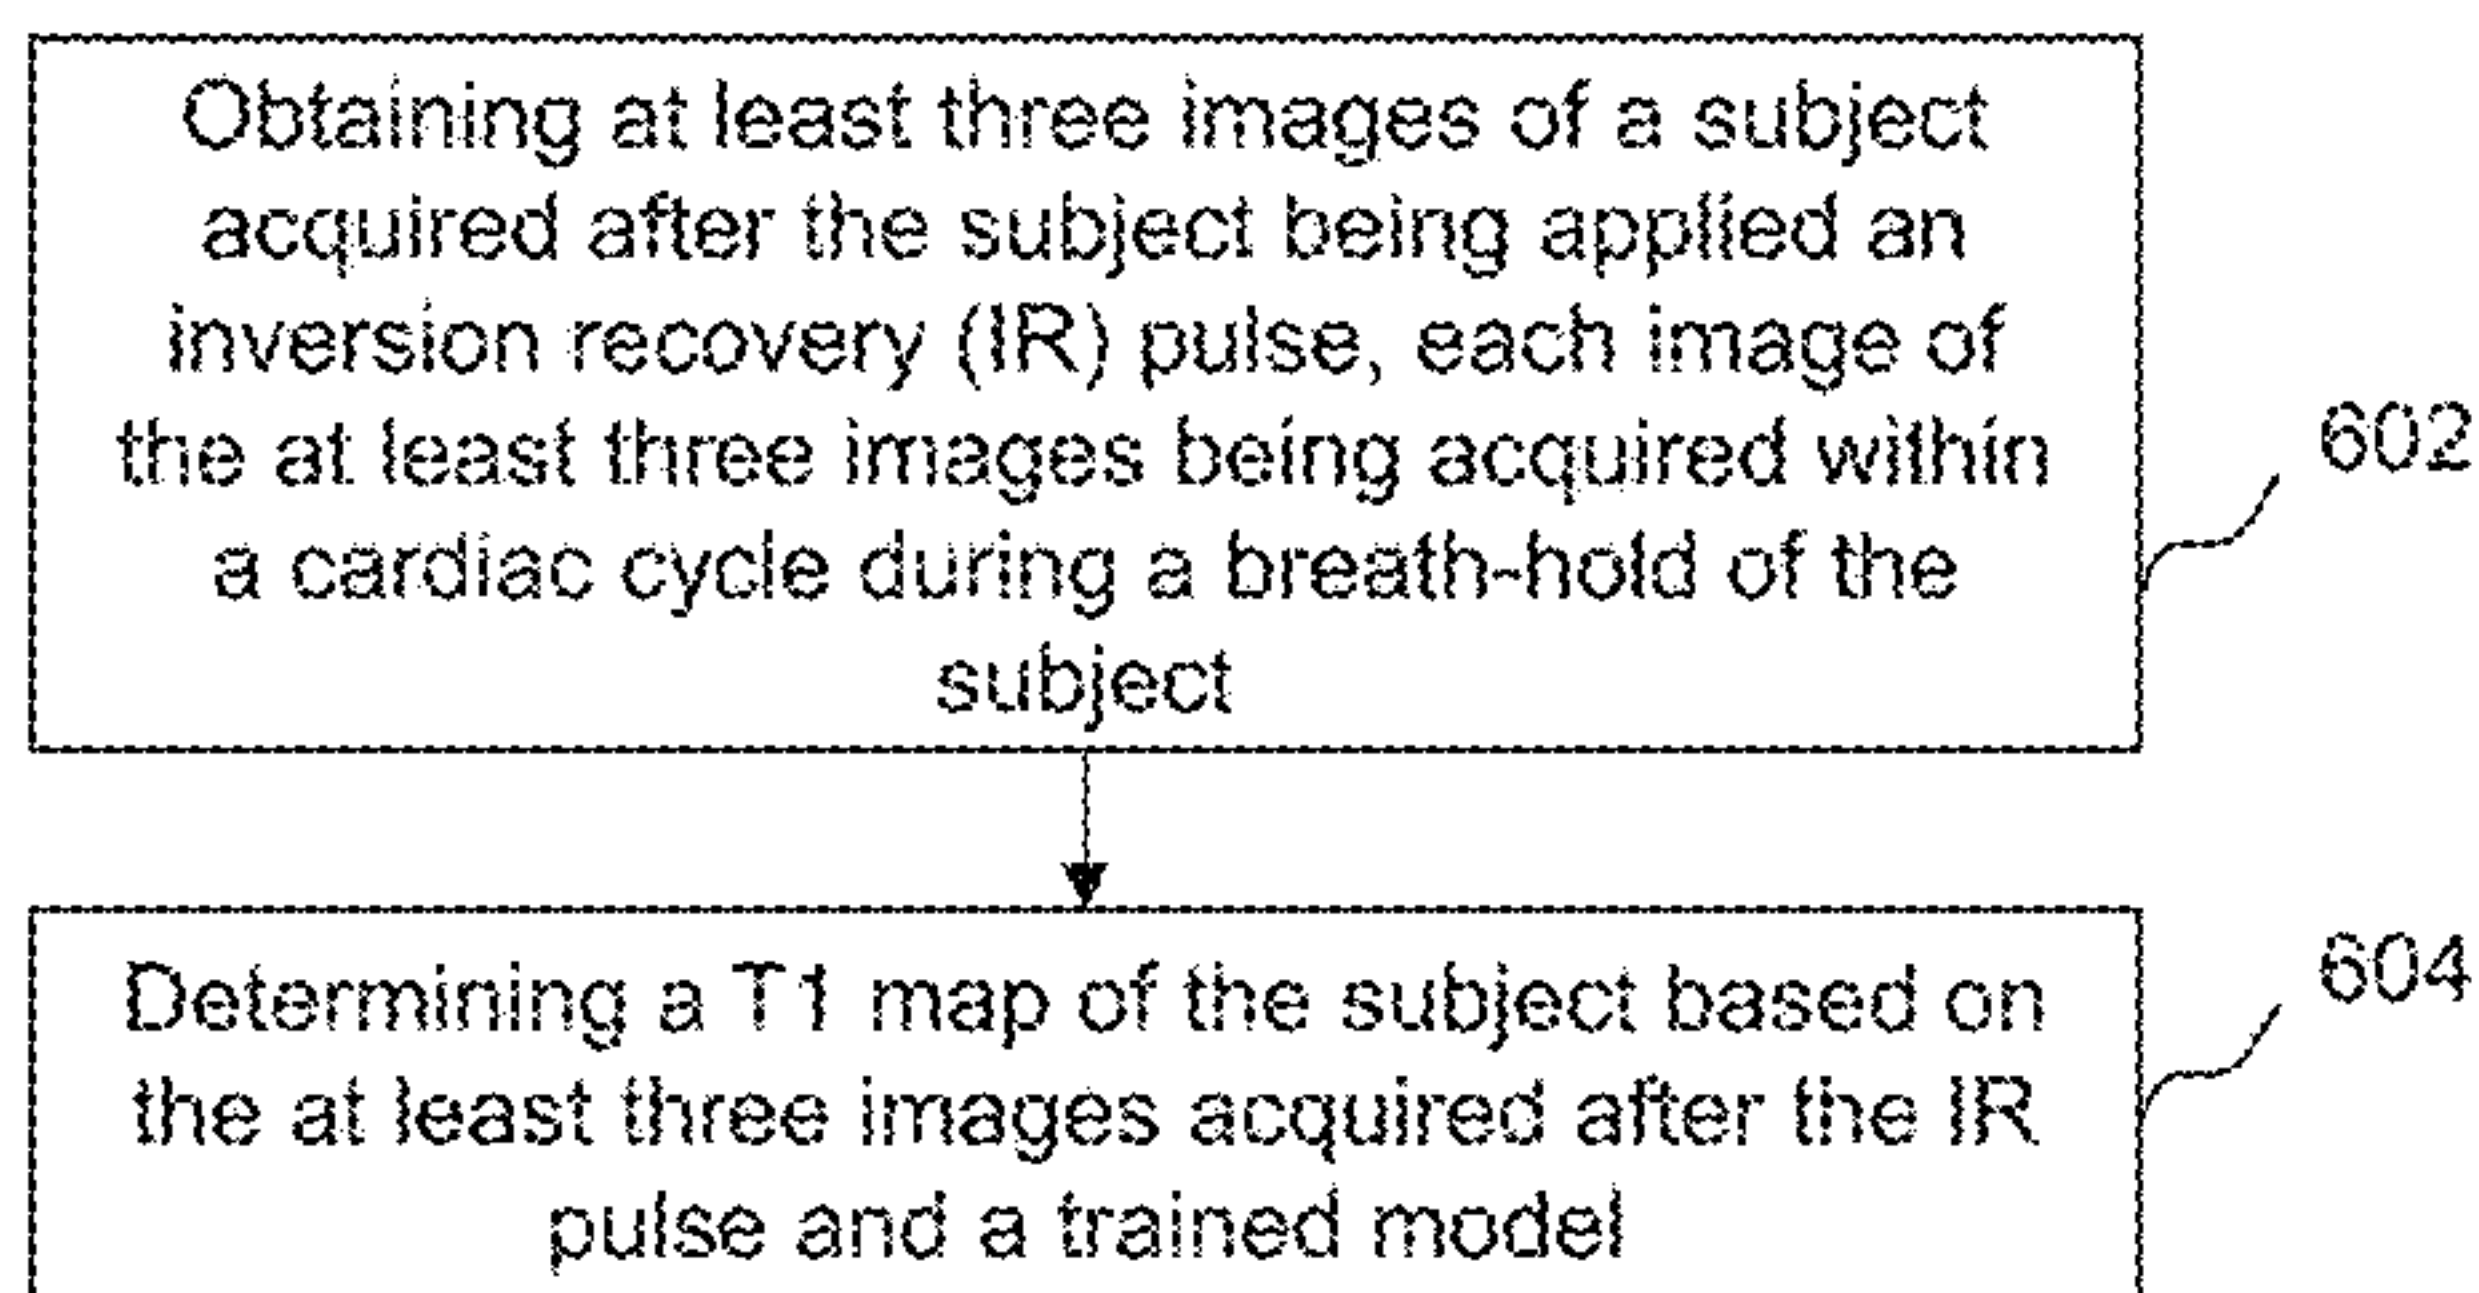 Obtaining at least three images of a subject
acquired after the subject being applied an
inversion recovery (IR) pulse, each image of
the at least three images being acquired within
a cardiac cycle during a breath-hold of the
subject
602
Determining a T1 map of the subject based on
the at least three images acquired after the IR
pulse and a trained model
604